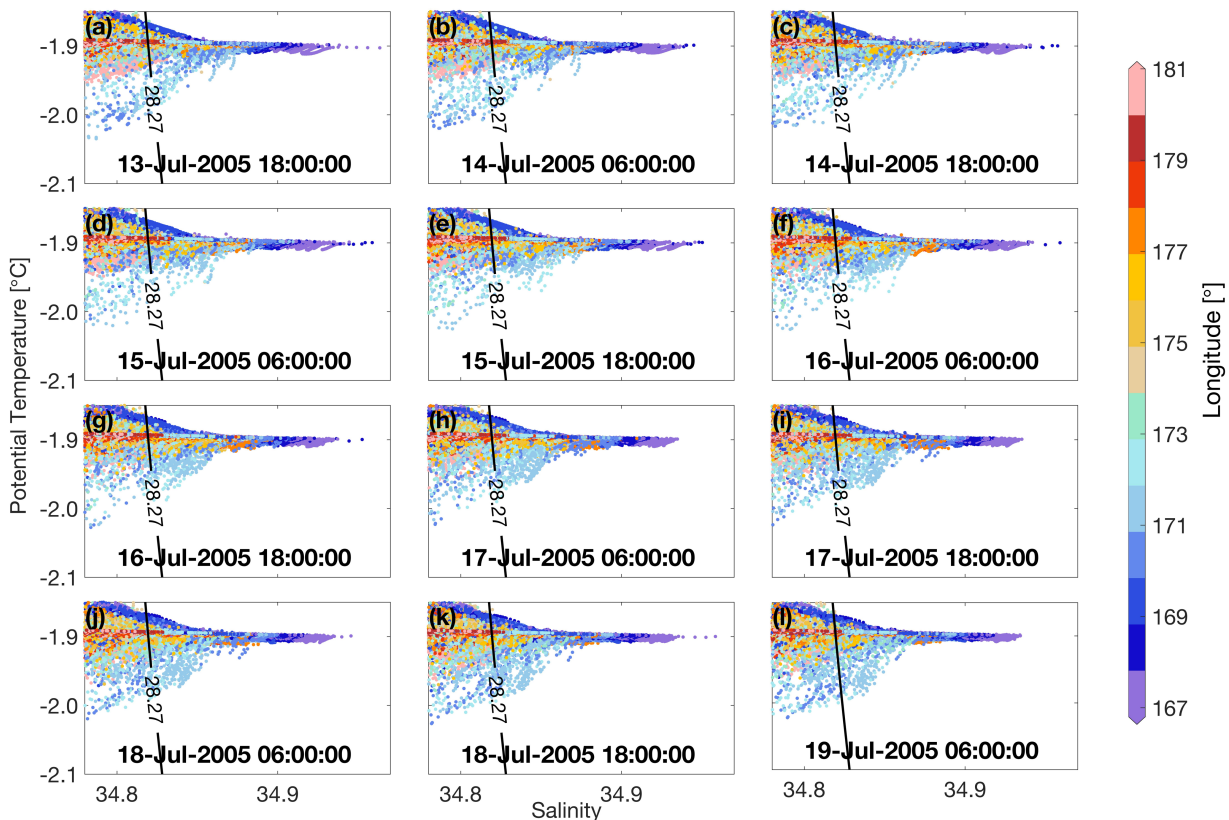 (a) (b) (c)
-1.9
-2.0
-2.1
28.27 28.27 28.27
13-Jul-2005 18:00:00 14-Jul-2005 06:00:00 14-Jul-2005 18:00:00
(d) (e) (f)
-1.9
-2.0
-2.1
28.27 28.27 28.27
15-Jul-2005 06:00:00 15-Jul-2005 18:00:00 16-Jul-2005 06:00:00
(g) (h) (i)
-1.9
-2.0
-2.1
28.27 28.27 28.27
16-Jul-2005 18:00:00 17-Jul-2005 06:00:00 17-Jul-2005 18:00:00
(j) (k) (l)
-1.9
-2.0
-2.1
28.27 28.27 28.27
18-Jul-2005 06:00:00 18-Jul-2005 18:00:00 19-Jul-2005 06:00:00
34.8 34.9 34.8 34.9 34.8 34.9
Salinity
Potential Temperature [°C]
181
179
177
175
173
171
169
167
Longitude [°]